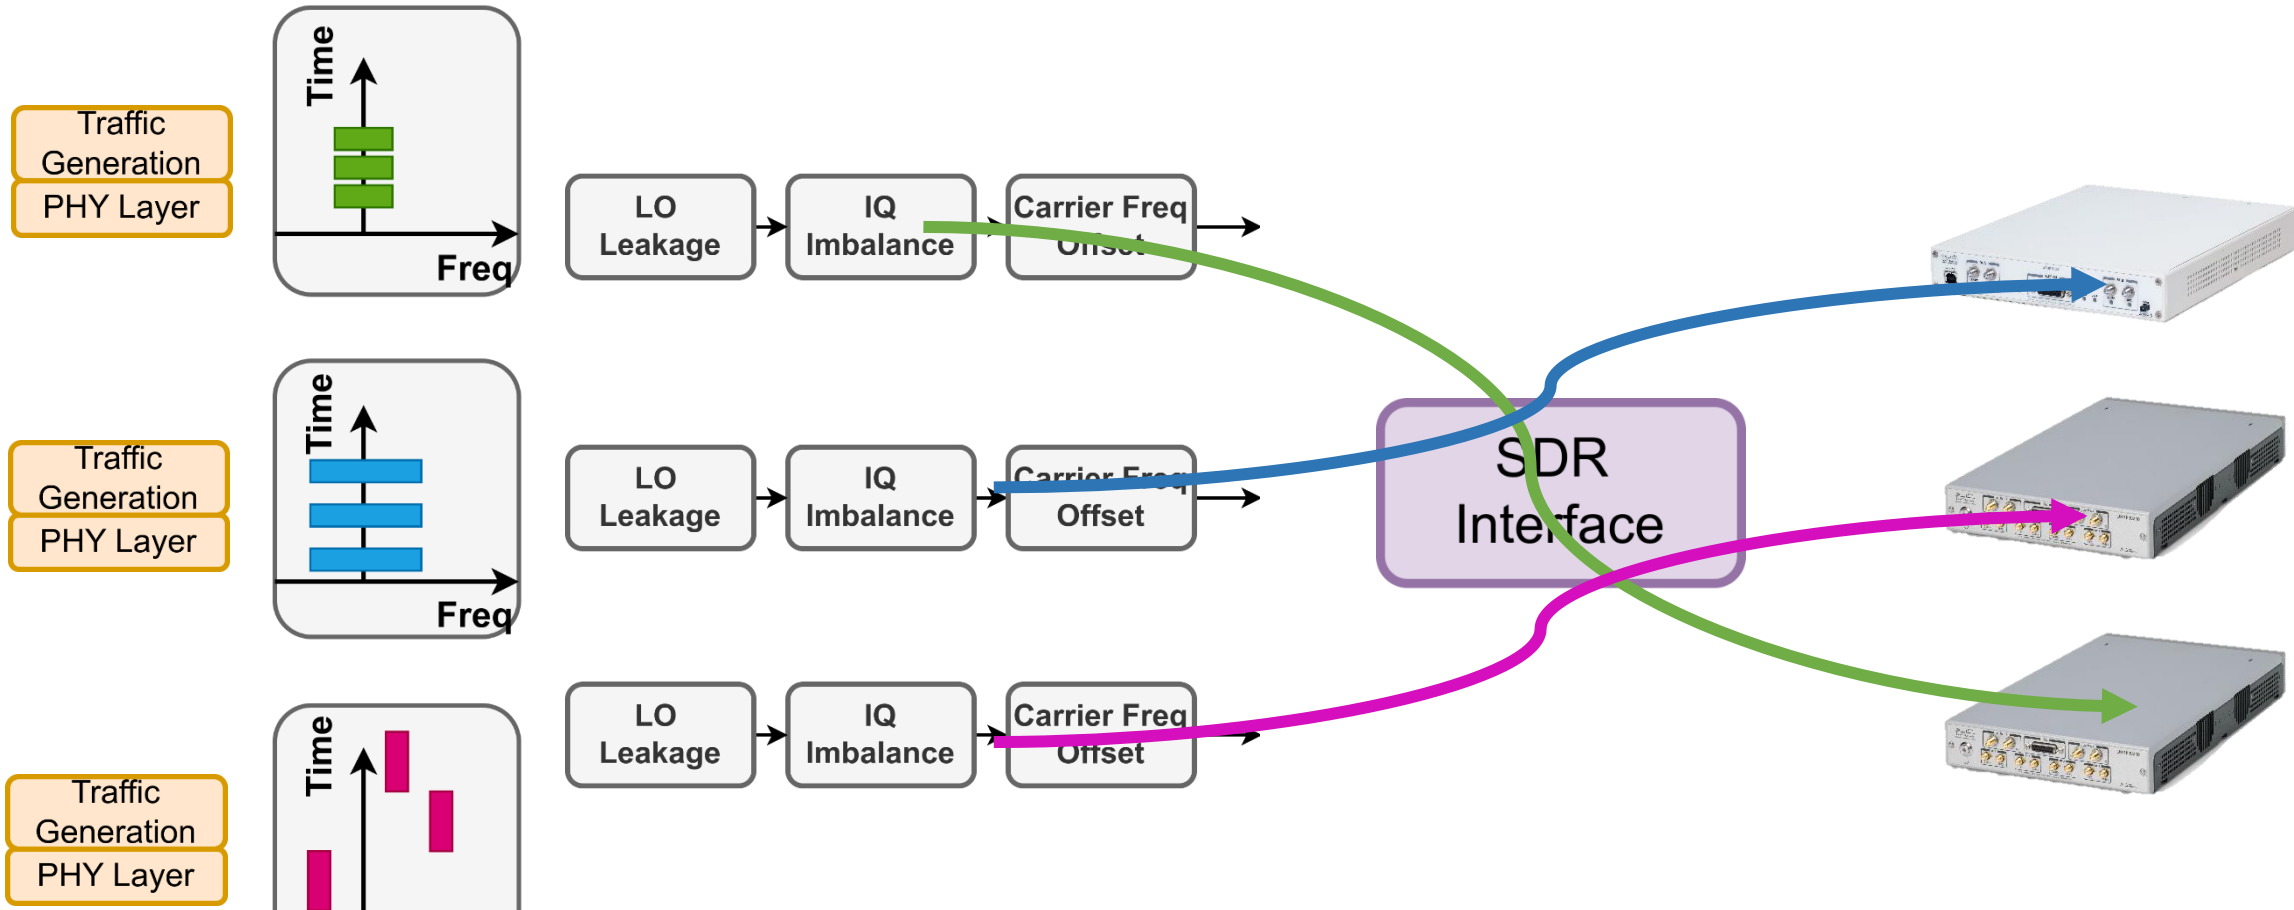 Time
Freq
Traffic
Generation
PHY Layer
LO
Leakage
IQ
Imbalance
Carrier Freq
Offset
Time
Freq
Traffic
Generation
PHY Layer
LO
Leakage
IQ
Imbalance
Carrier Freq
Offset
SDR
Interface
Time
Traffic
Generation
PHY Layer
LO
Leakage
IQ
Imbalance
Carrier Freq
Offset